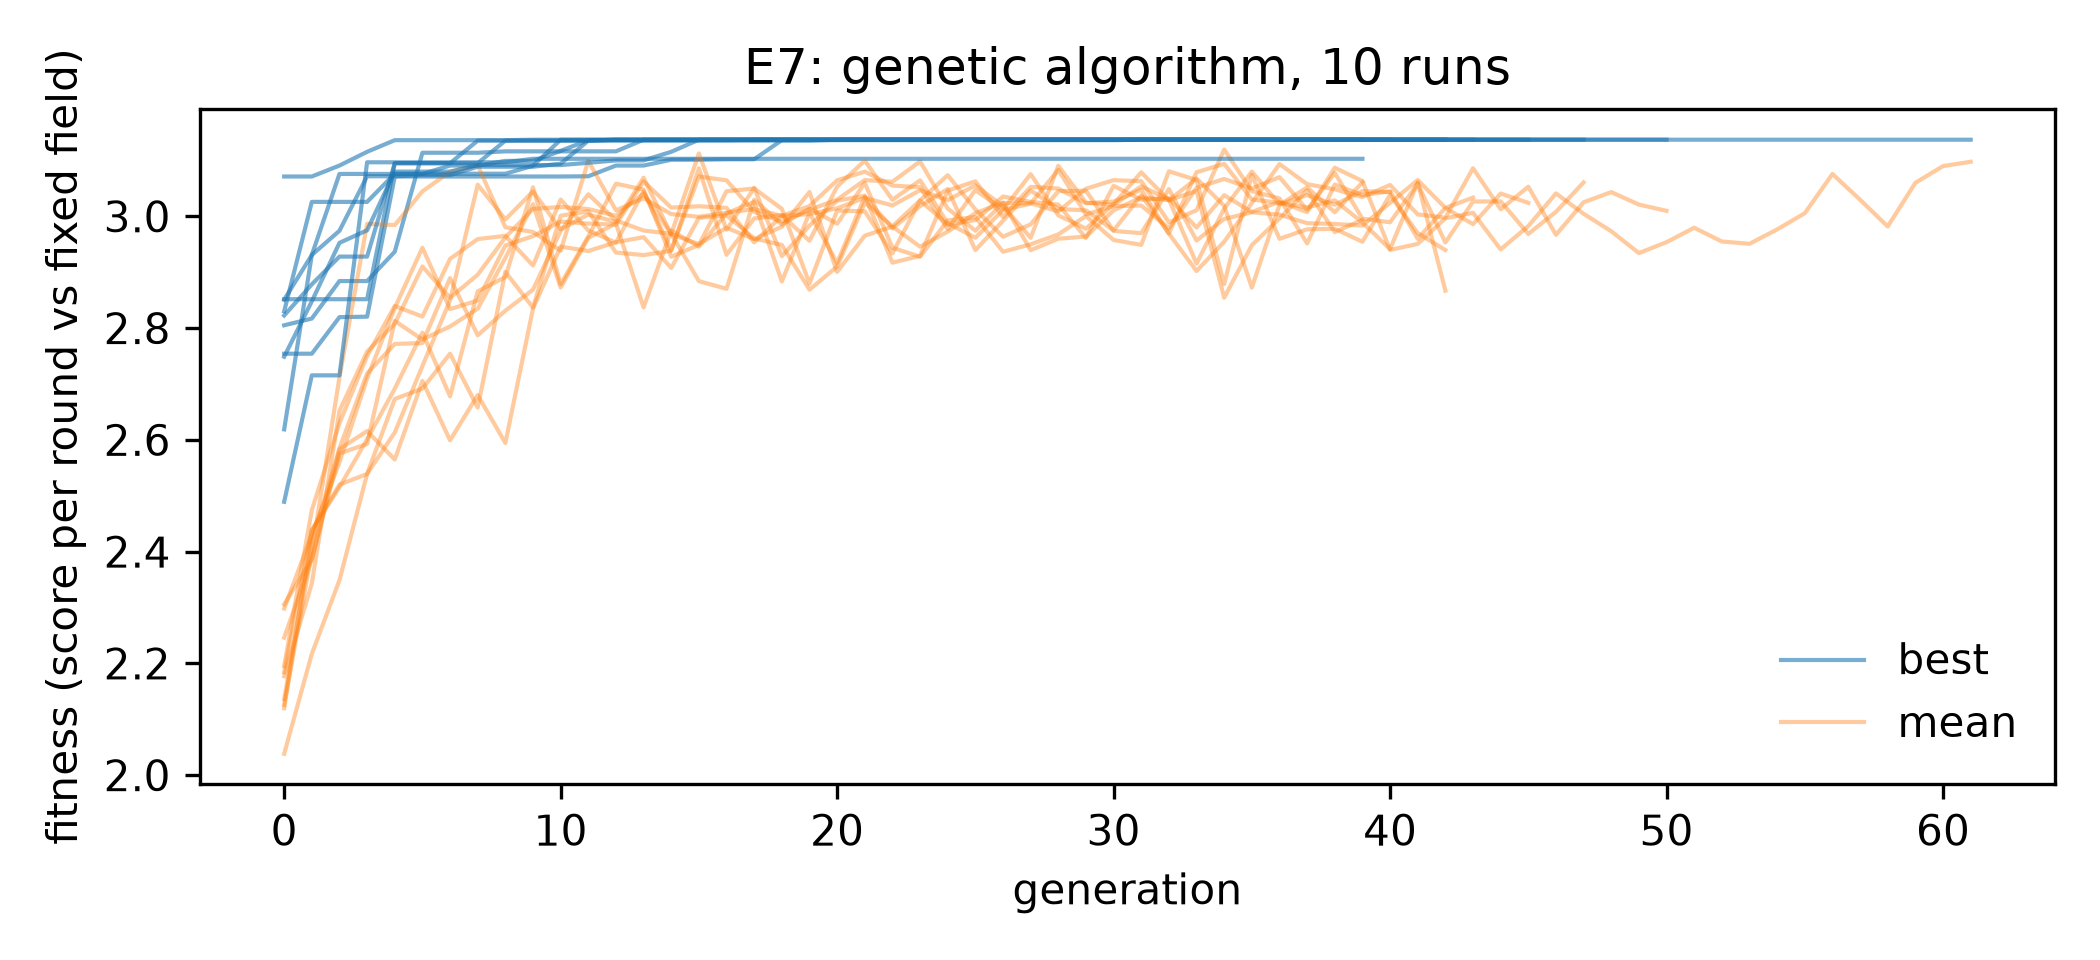 E7: genetic algorithm, 10 runs
fitness (score per round vs fixed field)
3.0
2.8
2.6
2.4
2.2
2.0
best
mean
0 10 20 30 40 50 60
generation